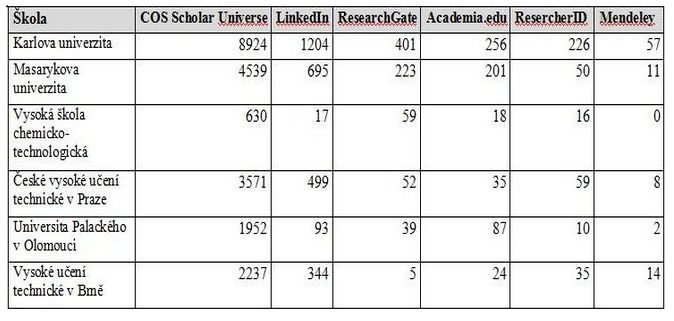 Škola COS Scholar Universe LinkedIn ResearchGate Academia.edu ResercherID Mendeley
Karlova univerzita 8924 1204 401 256 226 57
Masarykova 4539 695 223 201 50 11
univerzita
Vysoká škola 630 17 59 18 16 0
chemicko-
technologická
České vysoké učení 3571 499 52 35 59 8
technické v Praze
Universita Palackého 1952 93 39 87 10 2
v Olomouci
Vysoké učení 2237 344 5 24 35 14
technické v Brně